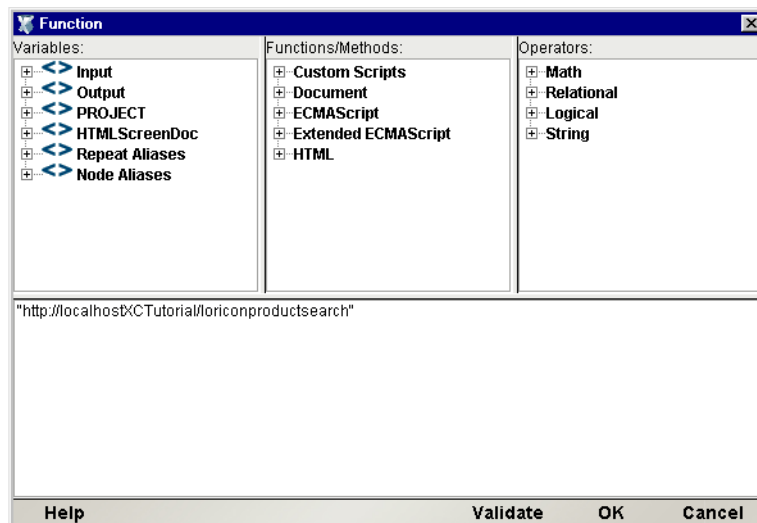 Function
Variables:
Input
Output
PROJECT
HTMLScreenDoc
Repeat Aliases
Node Aliases
Functions/Methods:
Custom Scripts
Document
ECMAScript
Extended ECMAScript
HTML
Operators:
Math
Relational
Logical
String
"http://localhostXCTutorial/loriconproductsearch"
Help Validate OK Cancel